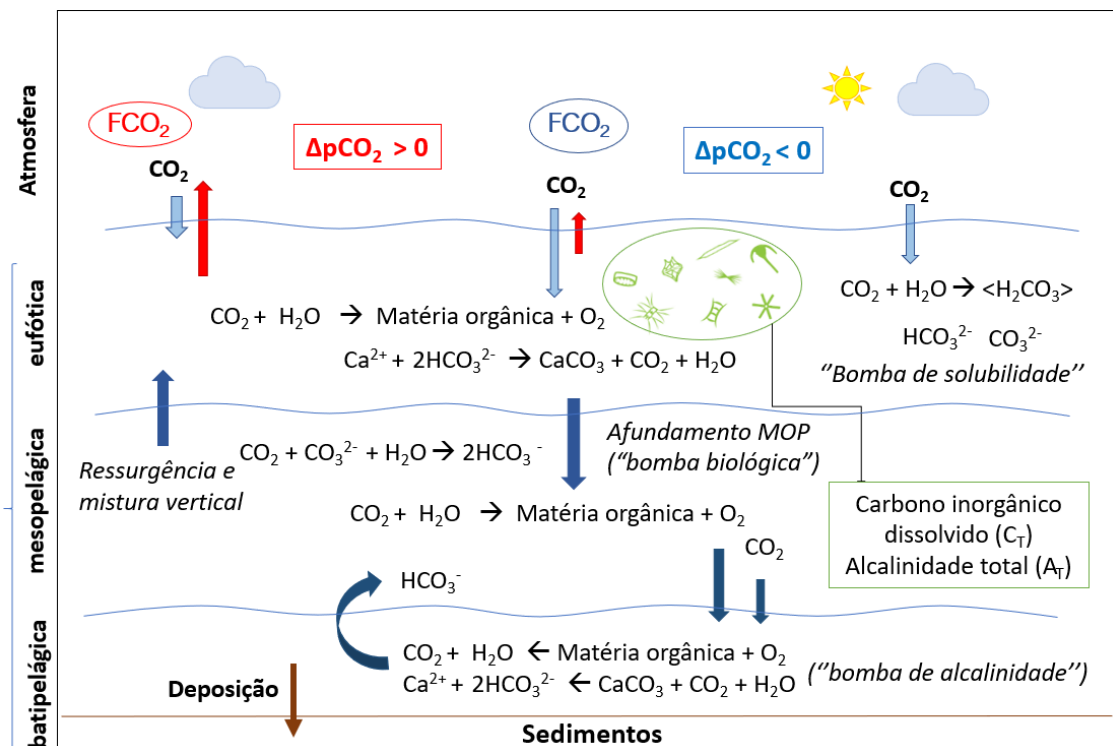 Atmosfera
FCO₂
ΔpCO₂ > 0
FCO₂
ΔpCO₂ < 0
CO₂
CO₂
CO₂
eufótica
CO₂ + H₂O → Matéria orgânica + O₂
Ca²⁺ + 2HCO₃²⁻ → CaCO₃ + CO₂ + H₂O
CO₂ + H₂O → <H₂CO₃>
HCO₃²⁻ CO₃²⁻
‘‘Bomba de solubilidade’’
mesopelágica
Ressurgência e
mistura vertical
CO₂ + CO₃²⁻ + H₂O → 2HCO₃⁻
Afundamento MOP
(“bomba biológica”)
CO₂ + H₂O → Matéria orgânica + O₂
CO₂
HCO₃⁻
Carbono inorgânico
dissolvido (C_T)
Alcalinidade total (A_T)
batipelágica
CO₂ + H₂O ← Matéria orgânica + O₂
Ca²⁺ + 2HCO₃²⁻ ← CaCO₃ + CO₂ + H₂O
(‘‘bomba de alcalinidade’’)
Deposição
Sedimentos